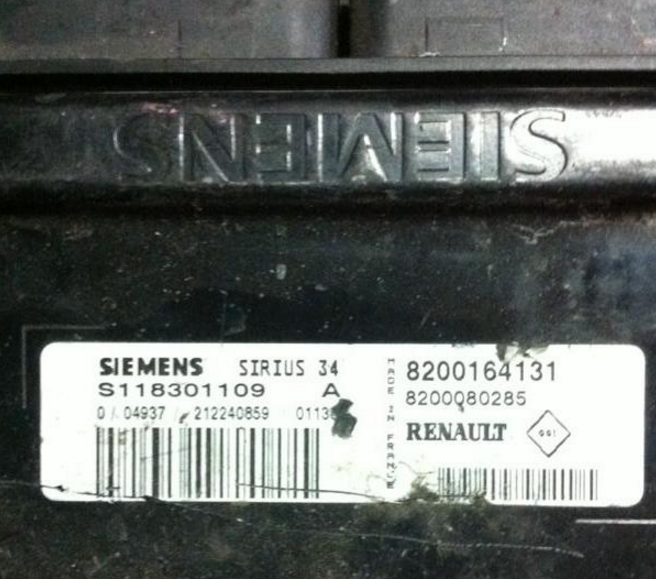 SIEMENS
SIEMENS SIRIUS 34
S118301109 A
0 / 04937 / 212240859
MADE IN FRANCE
8200164131
8200080285
RENAULT